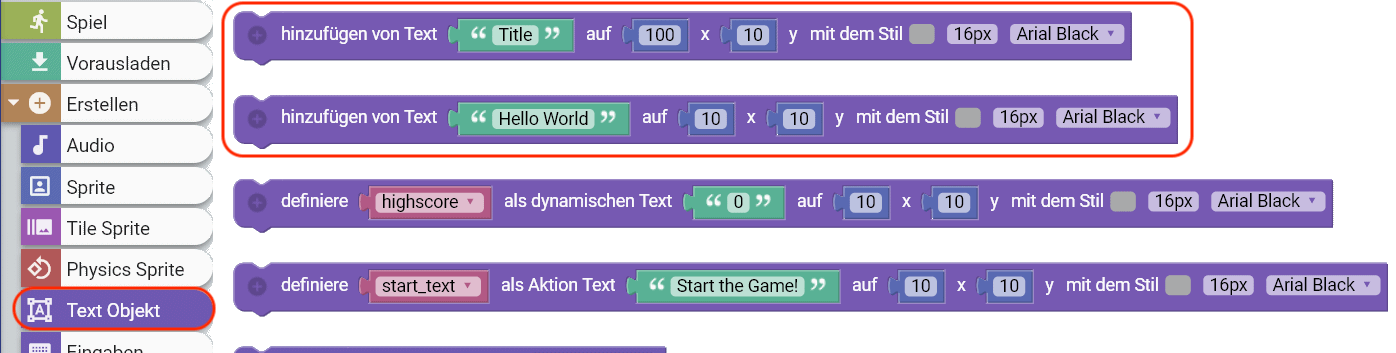 Spiel
Vorausladen
Erstellen
Audio
Sprite
Tile Sprite
Physics Sprite
Text Objekt
Eingaben
hinzufügen von Text “ Title ” auf 100 x 10 y mit dem Stil 16px Arial Black
hinzufügen von Text “ Hello World ” auf 10 x 10 y mit dem Stil 16px Arial Black
definiere highscore als dynamischen Text “ 0 ” auf 10 x 10 y mit dem Stil 16px Arial Black
definiere start_text als Aktion Text “ Start the Game! ” auf 10 x 10 y mit dem Stil 16px Arial Black